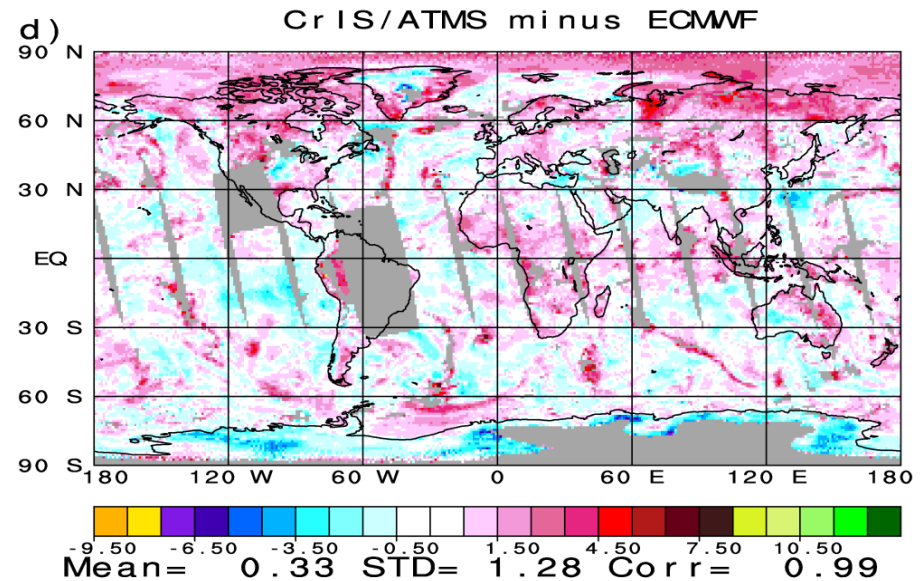 d)
CrIS/ATMS minus ECMWF
90 N
60 N
30 N
EQ
30 S
60 S
90 S
180 120 W 60 W 0 60 E 120 E 180
-9.50 -6.50 -3.50 -0.50 1.50 4.50 7.50 10.50
Mean= 0.33 STD= 1.28 Corr= 0.99